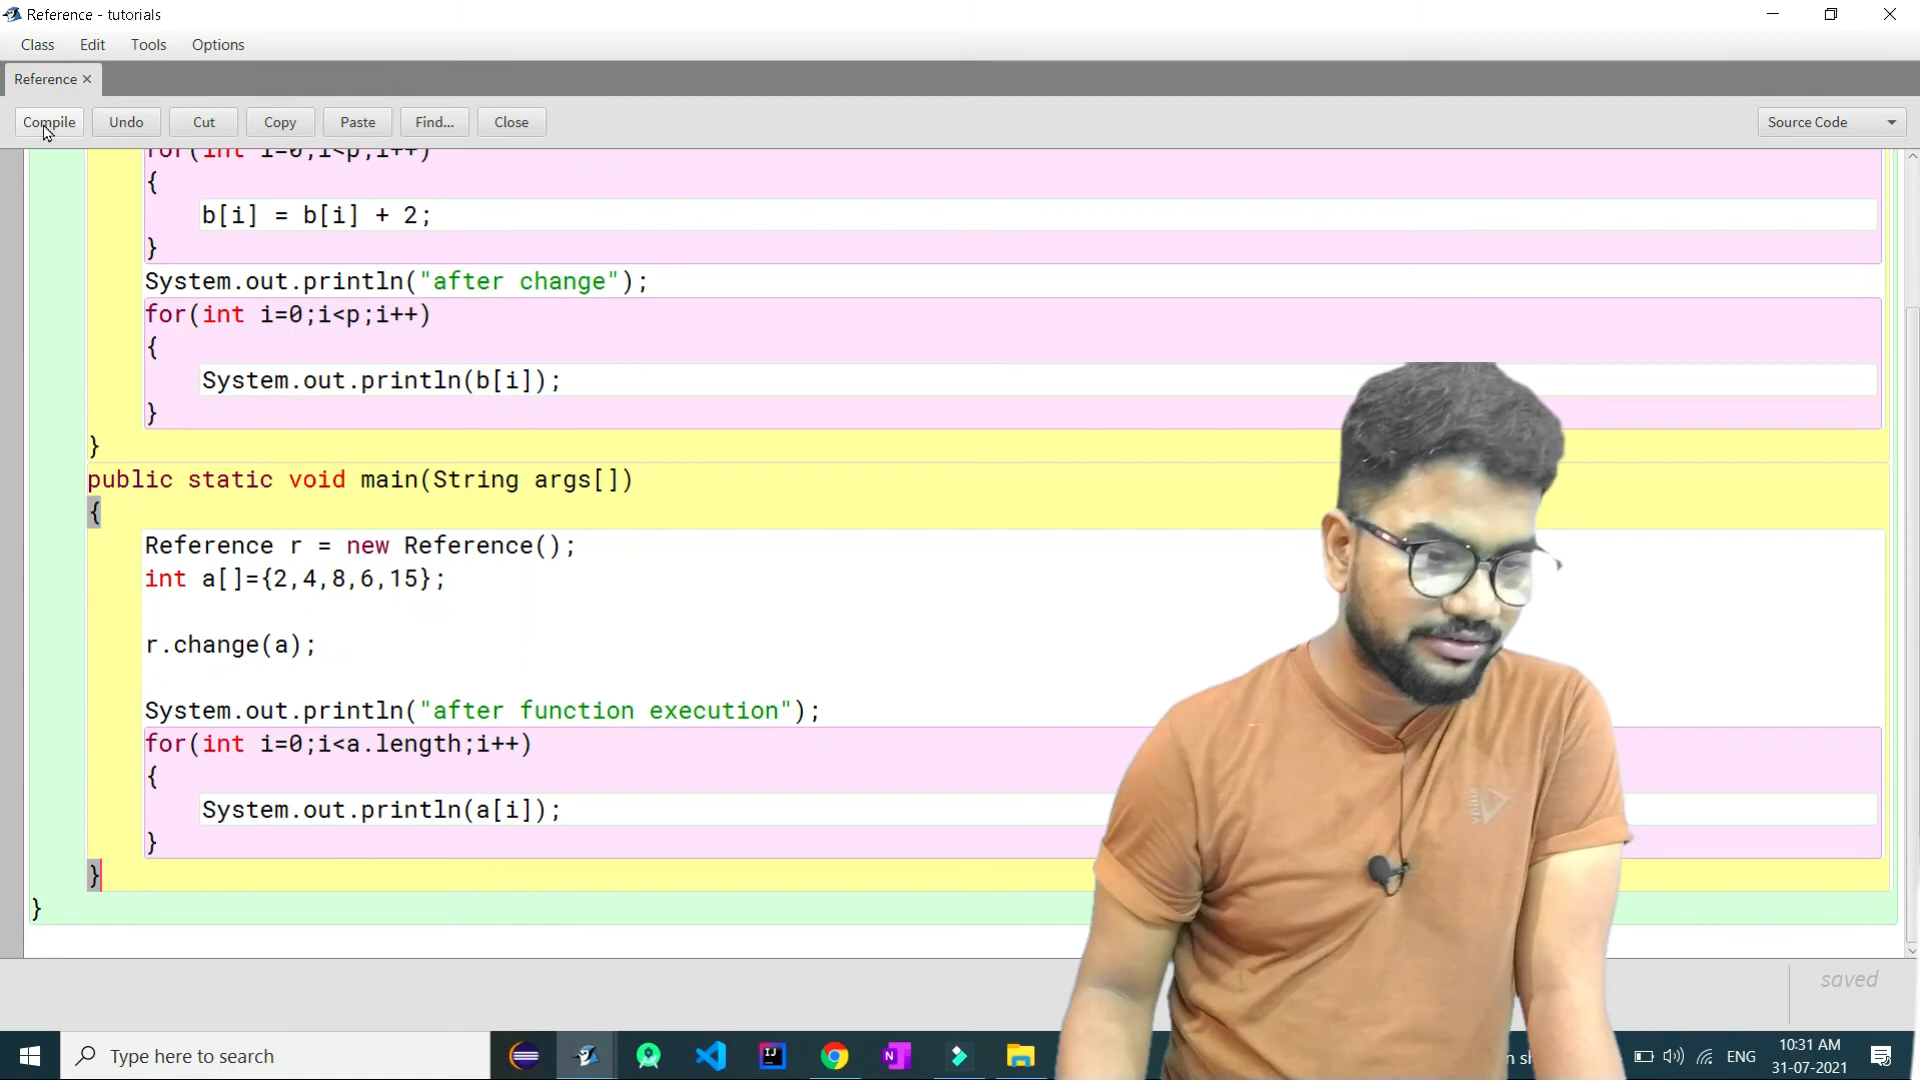 Reference - tutorials
Class Edit Tools Options
Reference ×
Compile Undo Cut Copy Paste Find... Close Source Code
for(int i=0;i<p;i++)
{
b[i] = b[i] + 2;
}
System.out.println("after change");
for(int i=0;i<p;i++)
{
System.out.println(b[i]);
}
}
public static void main(String args[])
{
Reference r = new Reference();
int a[]={2,4,8,6,15};
r.change(a);
System.out.println("after function execution");
for(int i=0;i<a.length;i++)
{
System.out.println(a[i]);
}
}
}
saved
Type here to search
ENG
10:31 AM
31-07-2021